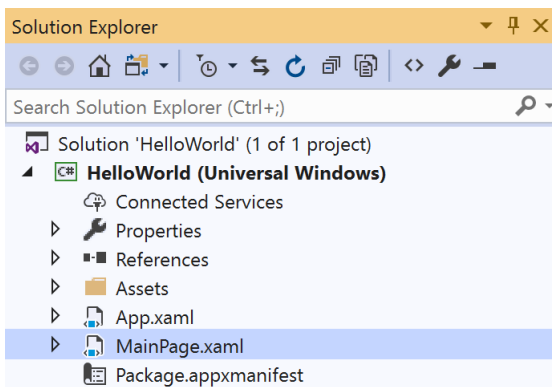 Solution Explorer
Search Solution Explorer (Ctrl+;)
Solution 'HelloWorld' (1 of 1 project)
C# HelloWorld (Universal Windows)
Connected Services
Properties
References
Assets
App.xaml
MainPage.xaml
Package.appxmanifest